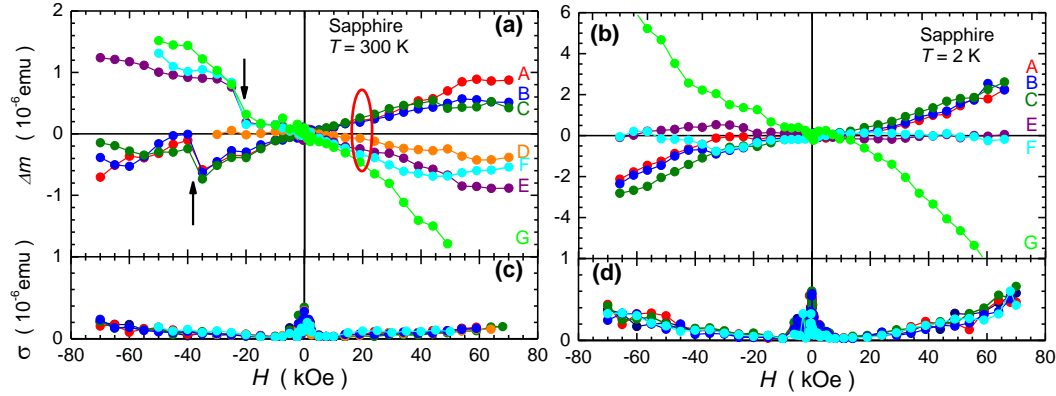 (a)
Sapphire
T = 300 K
A
B
C
D
F
E
G
2
1
0
1
Δm ( 10-6 emu)
(b)
Sapphire
T = 2 K
A
B
C
E
F
G
6
4
2
0
-2
-4
(c)
1
0
σ ( 10-6emu)
-80 -60 -40 -20 0 20 40 60 80
H ( kOe)
(d)
1
0
-80 -60 -40 -20 0 20 40 60 80
H ( kOe)